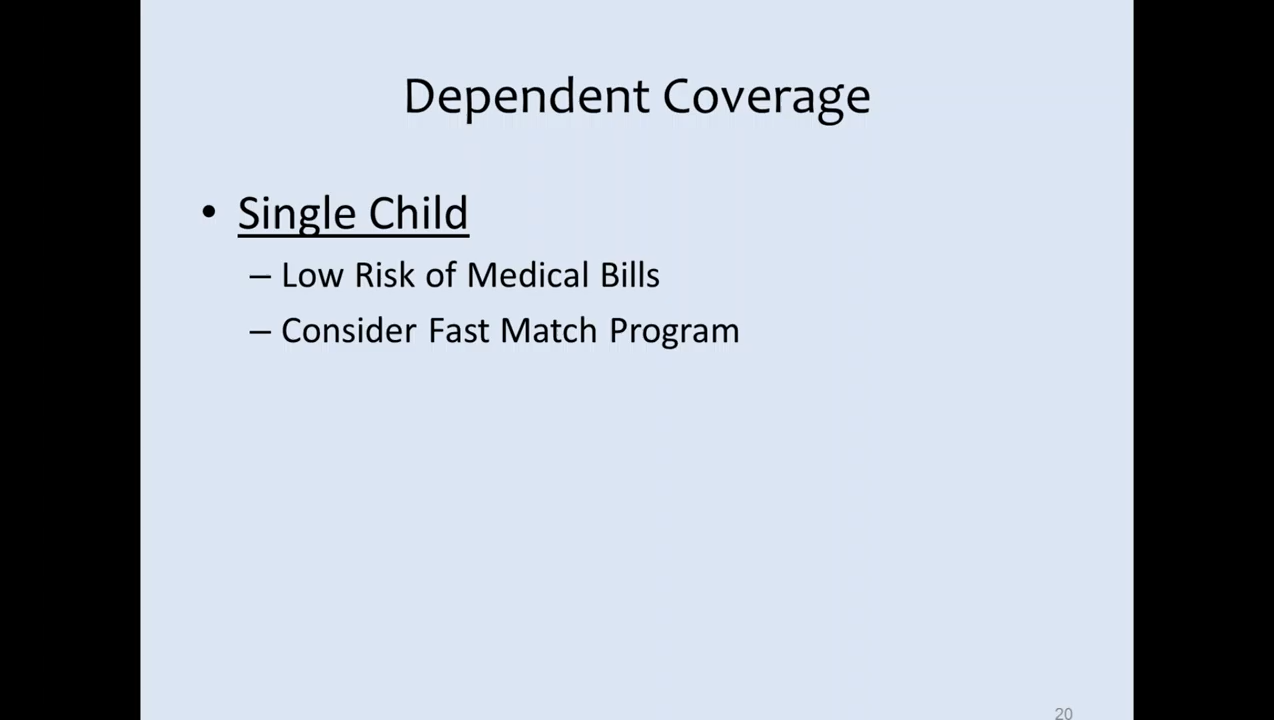 Dependent Coverage
• Single Child
– Low Risk of Medical Bills
– Consider Fast Match Program
20